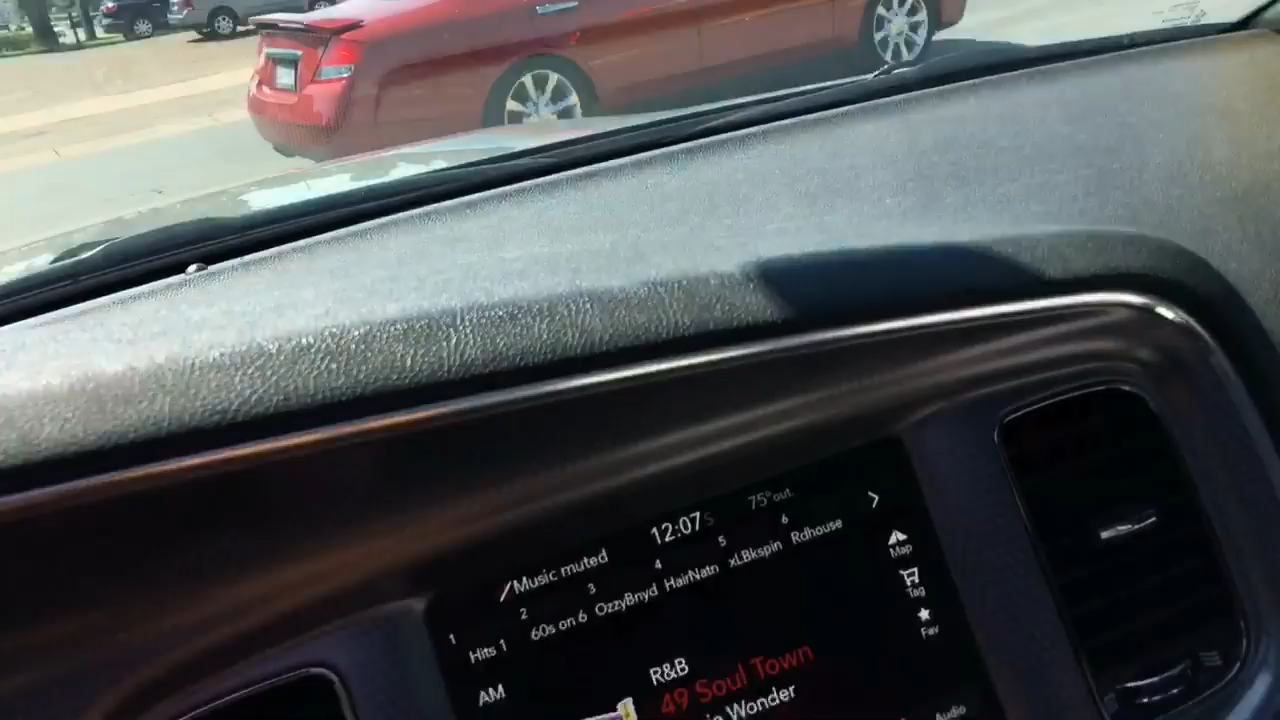 12:07 75° out.
Music muted
1 2 3 4 5 6
Hits 1 60s on 6 OzzyBnyd HairNatn xLBkspin Rdhouse
Map
Tag
Fav
AM
R&B
49 Soul Town
Wonder
Audio